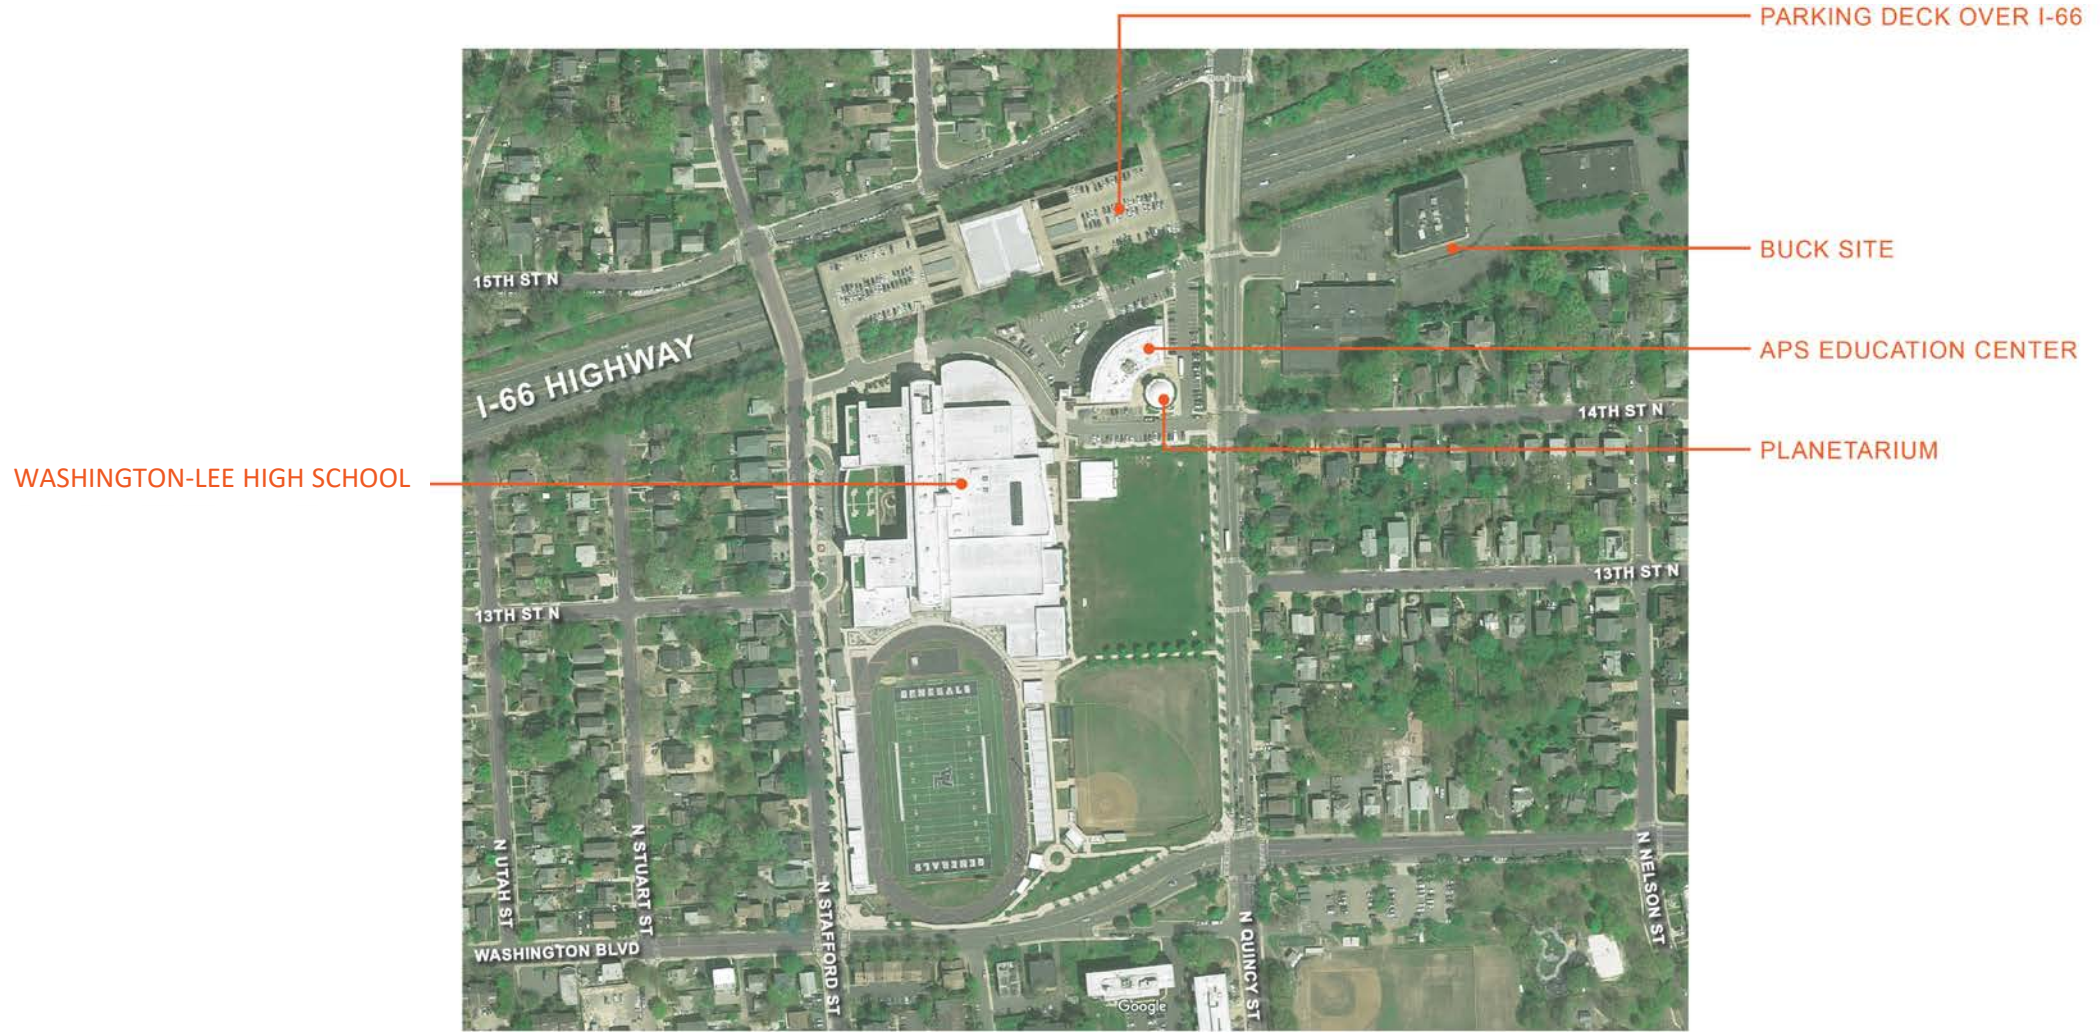 PARKING DECK OVER I-66
BUCK SITE
15TH ST N
APS EDUCATION CENTER
I-66 HIGHWAY
14TH ST N
PLANETARIUM
WASHINGTON-LEE HIGH SCHOOL
13TH ST N
13TH ST N
GENERALS
W
GENERALS
N UTAH ST
N STUART ST
N STAFFORD ST
N QUINCY ST
N NELSON ST
WASHINGTON BLVD
Google